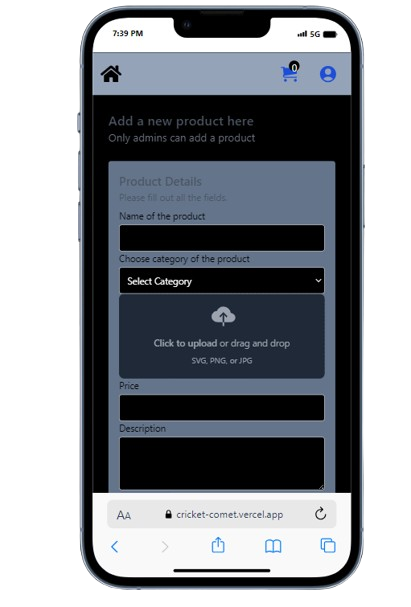 7:39 PM
5G
0
Add a new product here
Only admins can add a product
Product Details
Please fill out all the fields.
Name of the product
Choose category of the product
Select Category
Click to upload or drag and drop
SVG, PNG, or JPG
Price
Description
AA
cricket-comet.vercel.app